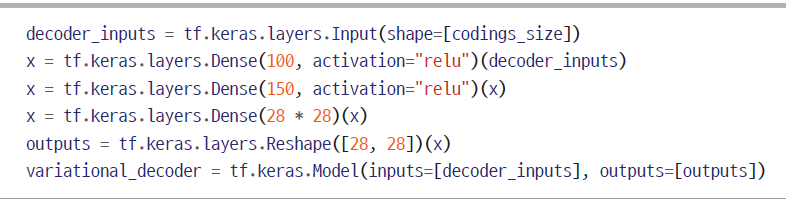 decoder_inputs = tf.keras.layers.Input(shape=[codings_size])
x = tf.keras.layers.Dense(100, activation="relu")(decoder_inputs)
x = tf.keras.layers.Dense(150, activation="relu")(x)
x = tf.keras.layers.Dense(28 * 28)(x)
outputs = tf.keras.layers.Reshape([28, 28])(x)
variational_decoder = tf.keras.Model(inputs=[decoder_inputs], outputs=[outputs])